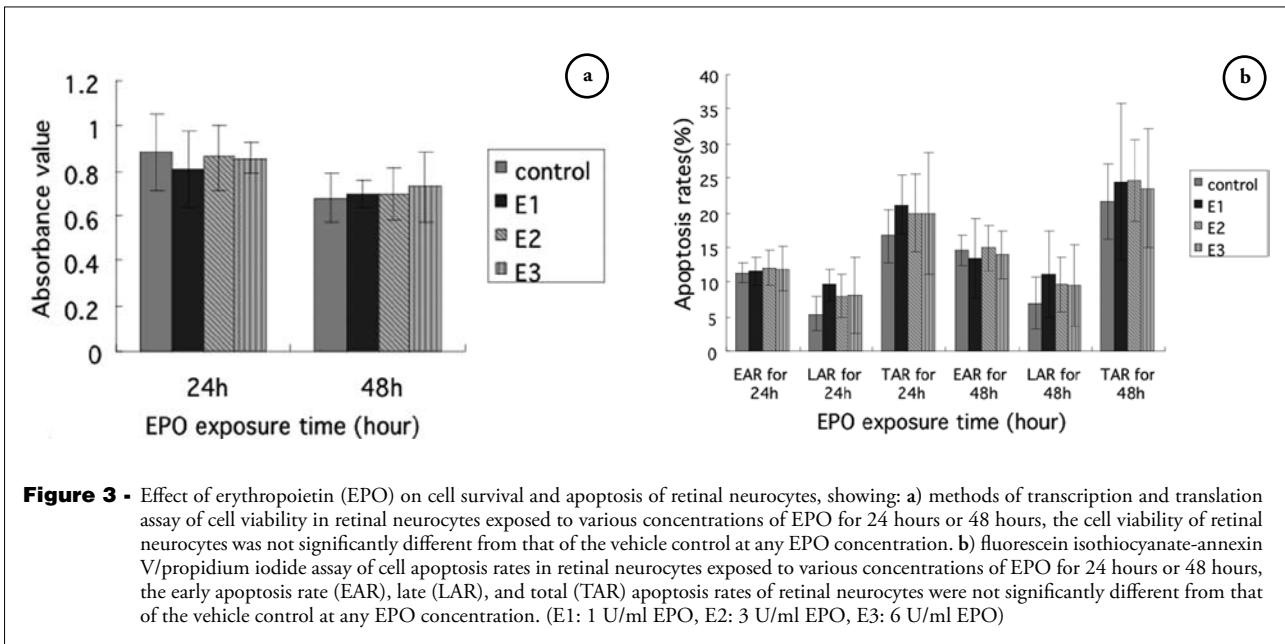 a
1.2
1
0.8
0.6
0.4
0.2
0
Absorbance value
24h 48h
EPO exposure time (hour)
control
E1
E2
E3
b
40
35
30
25
20
15
10
5
0
Apoptosis rates(%)
EAR for LAR for TAR for EAR for LAR for TAR for
24h 24h 24h 48h 48h 48h
EPO exposure time (hour)
control
E1
E2
E3
Figure 3 - Effect of erythropoietin (EPO) on cell survival and apoptosis of retinal neurocytes, showing: a) methods of transcription and translation
assay of cell viability in retinal neurocytes exposed to various concentrations of EPO for 24 hours or 48 hours, the cell viability of retinal
neurocytes was not significantly different from that of the vehicle control at any EPO concentration. b) fluorescein isothiocyanate-annexin
V/propidium iodide assay of cell apoptosis rates in retinal neurocytes exposed to various concentrations of EPO for 24 hours or 48 hours,
the early apoptosis rate (EAR), late (LAR), and total (TAR) apoptosis rates of retinal neurocytes were not significantly different from that
of the vehicle control at any EPO concentration. (E1: 1 U/ml EPO, E2: 3 U/ml EPO, E3: 6 U/ml EPO)